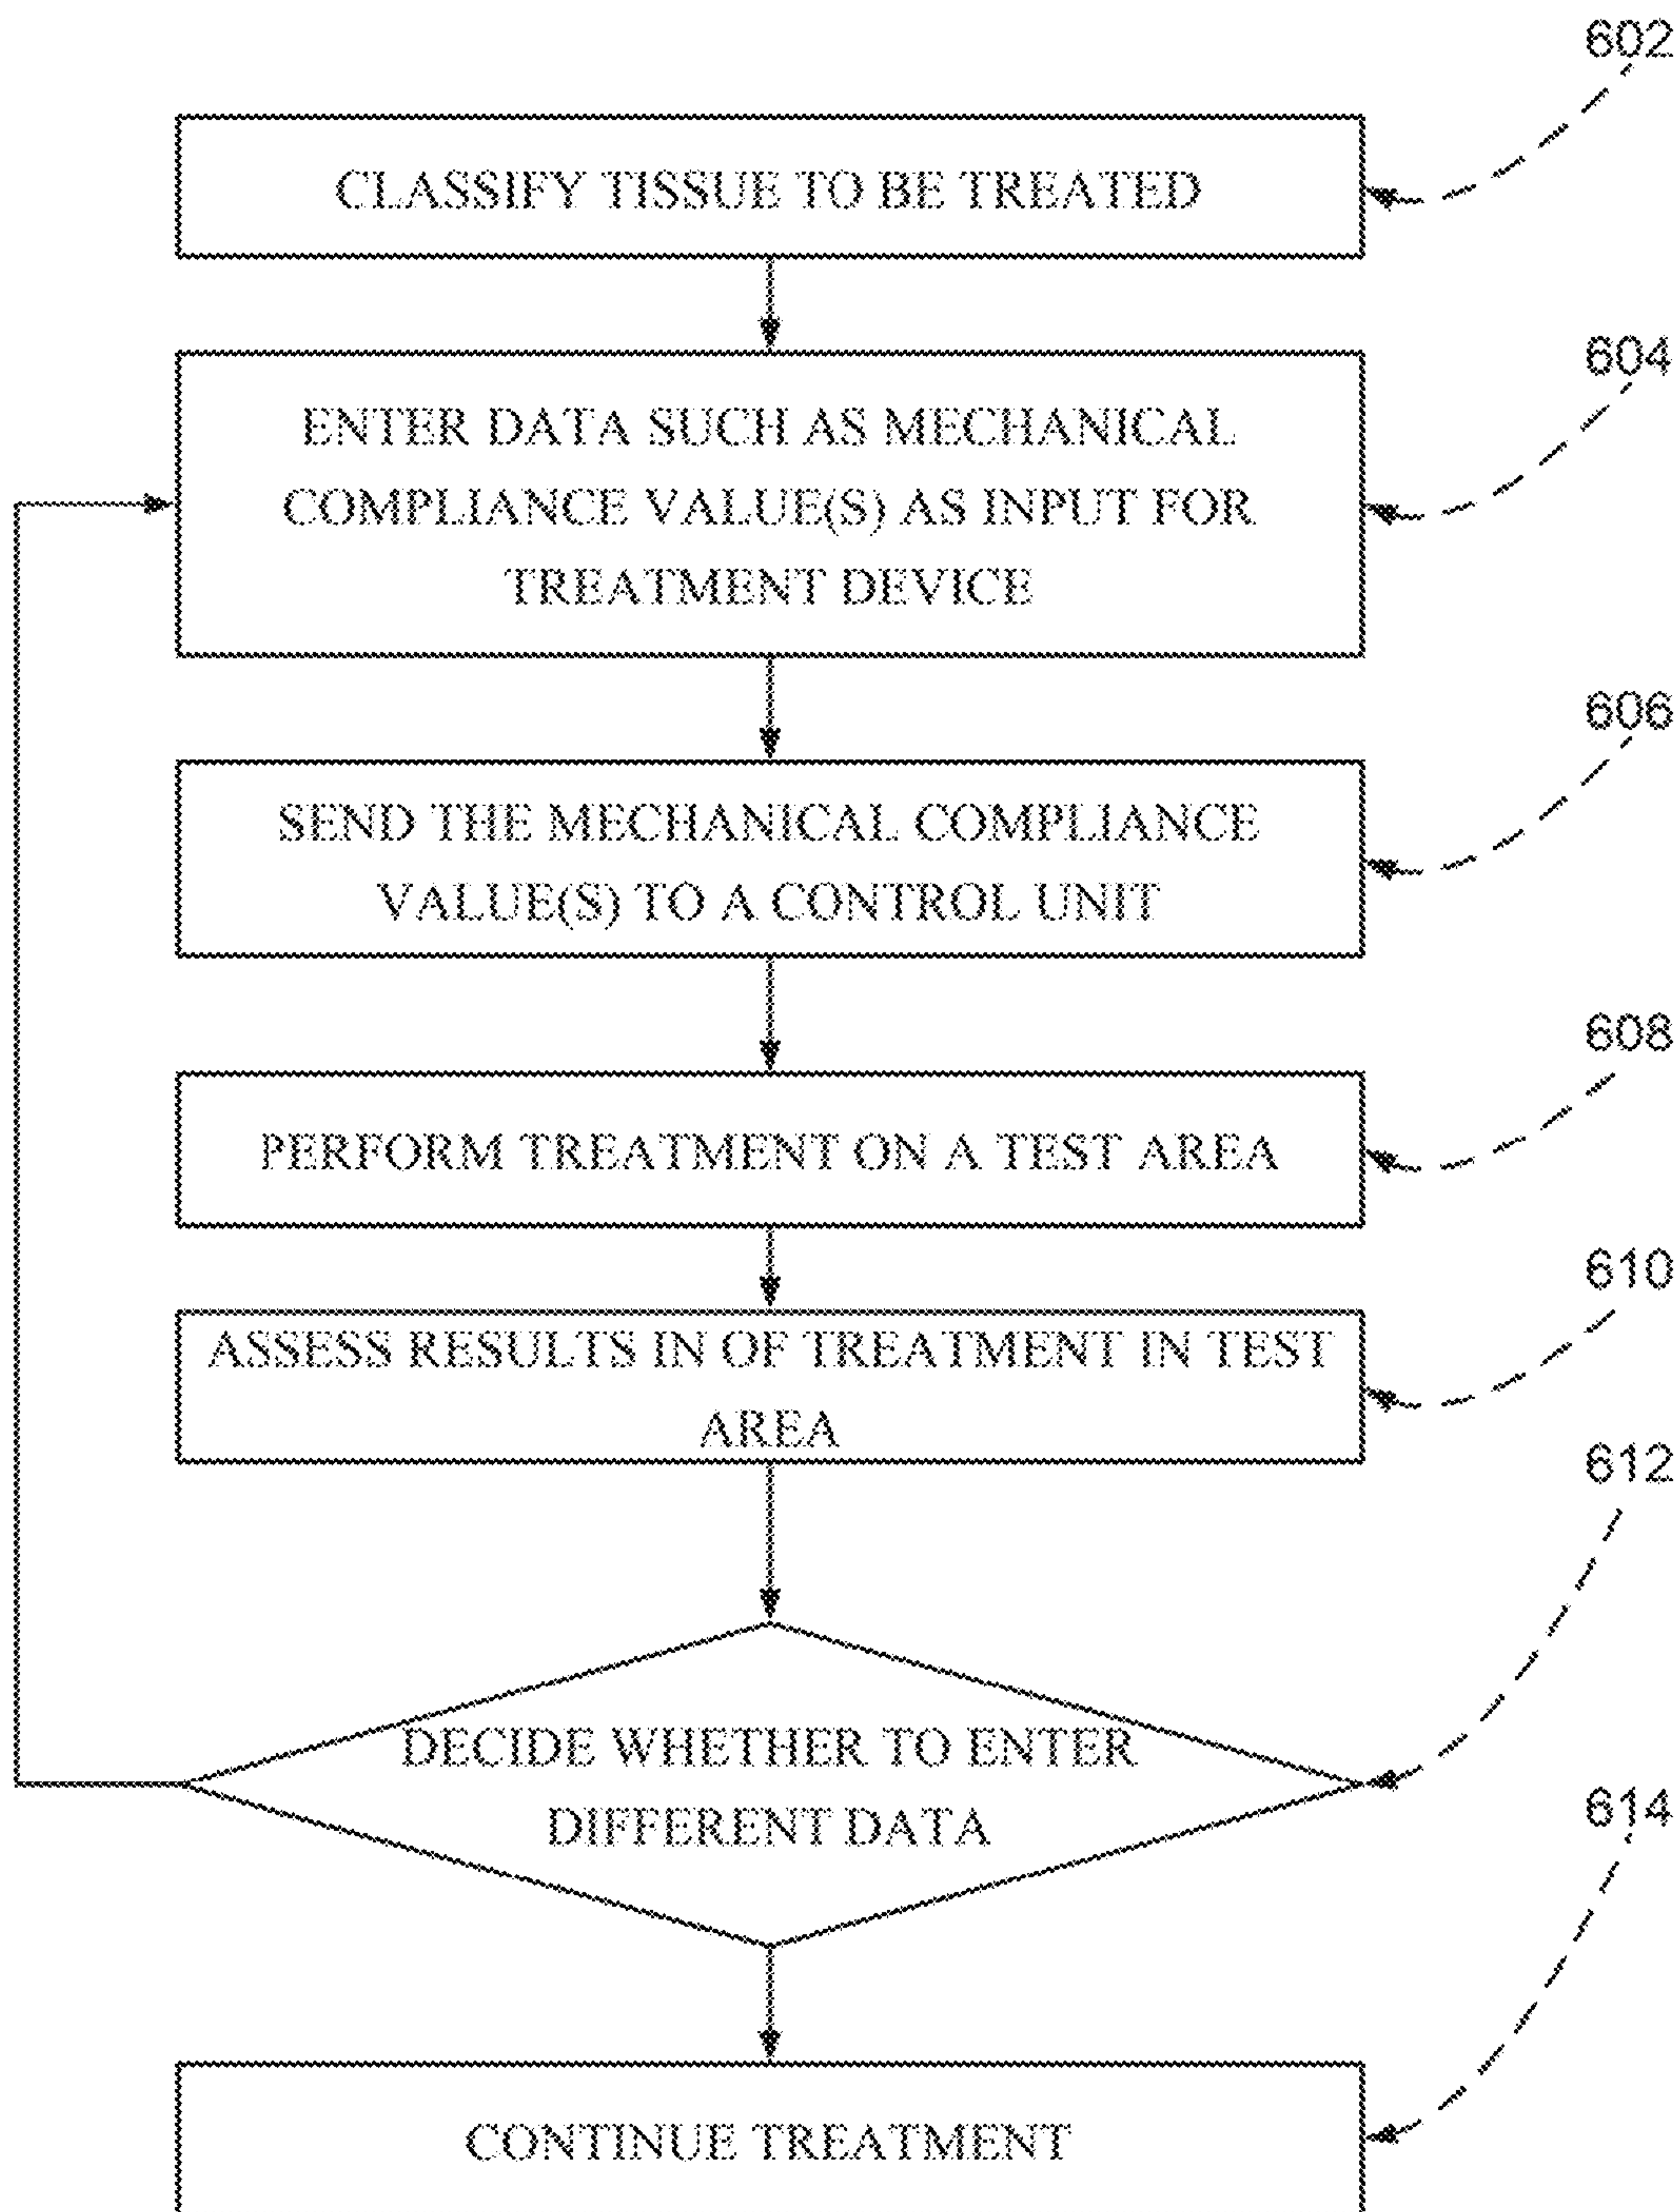 602
CLASSIFY TISSUE TO BE TREATED
604
ENTER DATA SUCH AS MECHANICAL
COMPLIANCE VALUE(S) AS INPUT FOR
TREATMENT DEVICE
606
SEND THE MECHANICAL COMPLIANCE
VALUE(S) TO A CONTROL UNIT
608
PERFORM TREATMENT ON A TEST AREA
610
ASSESS RESULTS IN OF TREATMENT IN TEST
AREA
612
DECIDE WHETHER TO ENTER
DIFFERENT DATA
614
CONTINUE TREATMENT